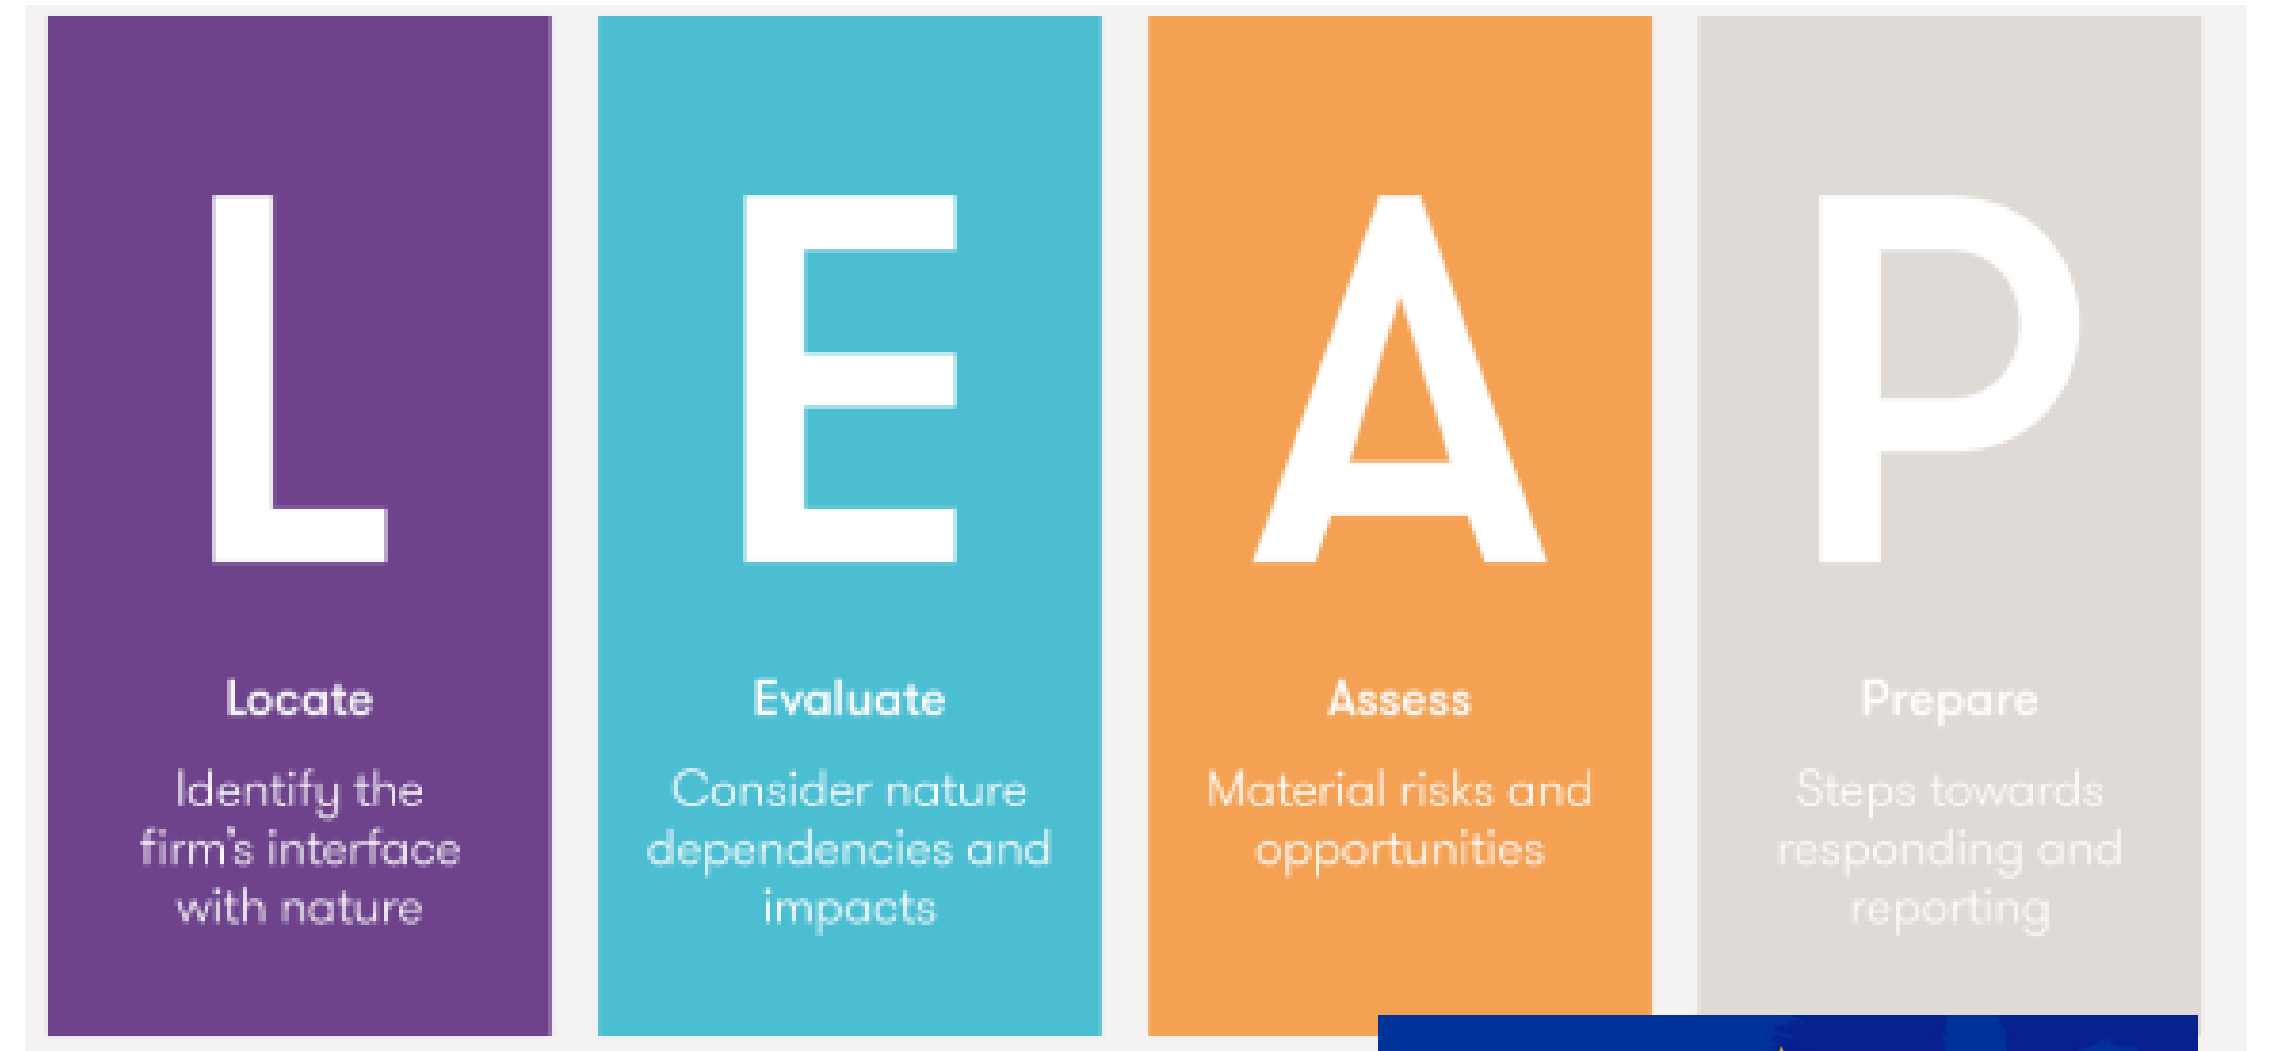 L
Locate
Identify the
firm's interface
with nature
E
Evaluate
Consider nature
dependencies and
impacts
A
Assess
Material risks and
opportunities
P
Prepare
Steps towards
responding and
reporting